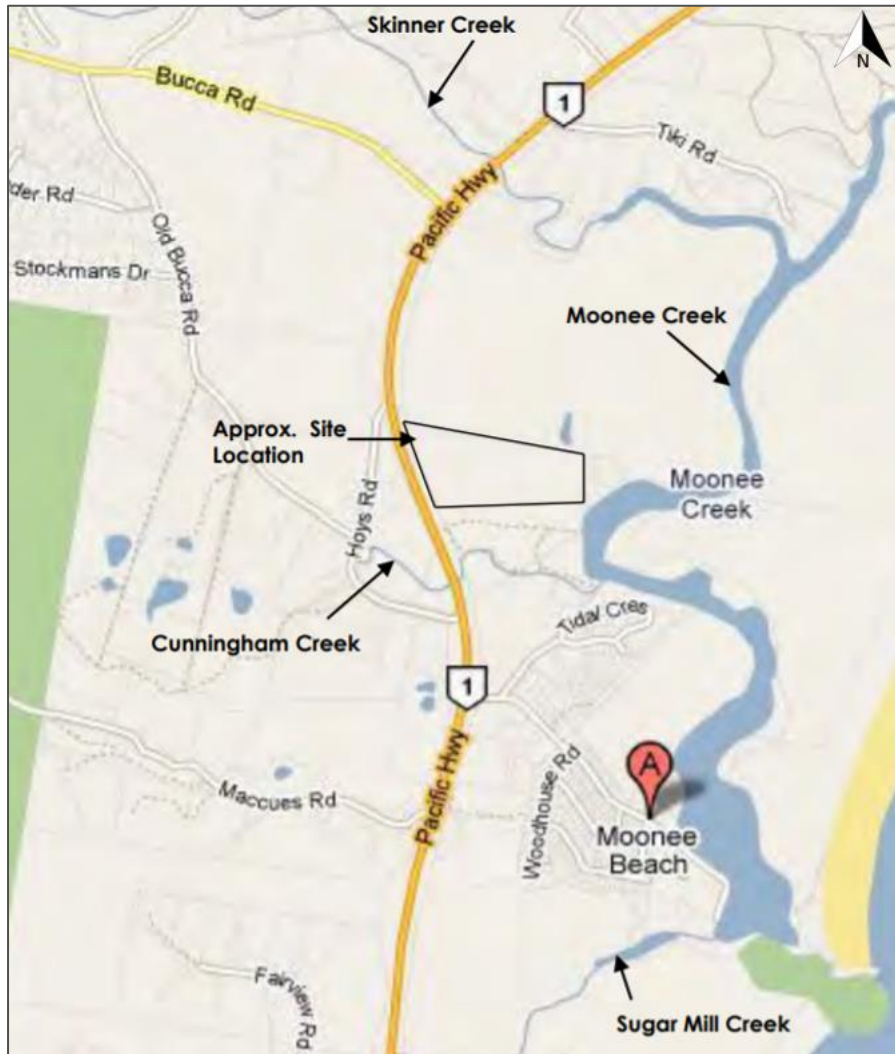 Skinner Creek
N
Bucca Rd
1
Tiki Rd
Pacific Hwy
der Rd
Old Bucca Rd
Stockmans Dr
Moonee Creek
Approx. Site
Location
Moonee
Creek
Hoys Rd
Cunningham Creek
Tidal Cres
1
Maccues Rd
Pacific Hwy
Woodhouse Rd
A
Moonee
Beach
Fairview Rd
Sugar Mill Creek